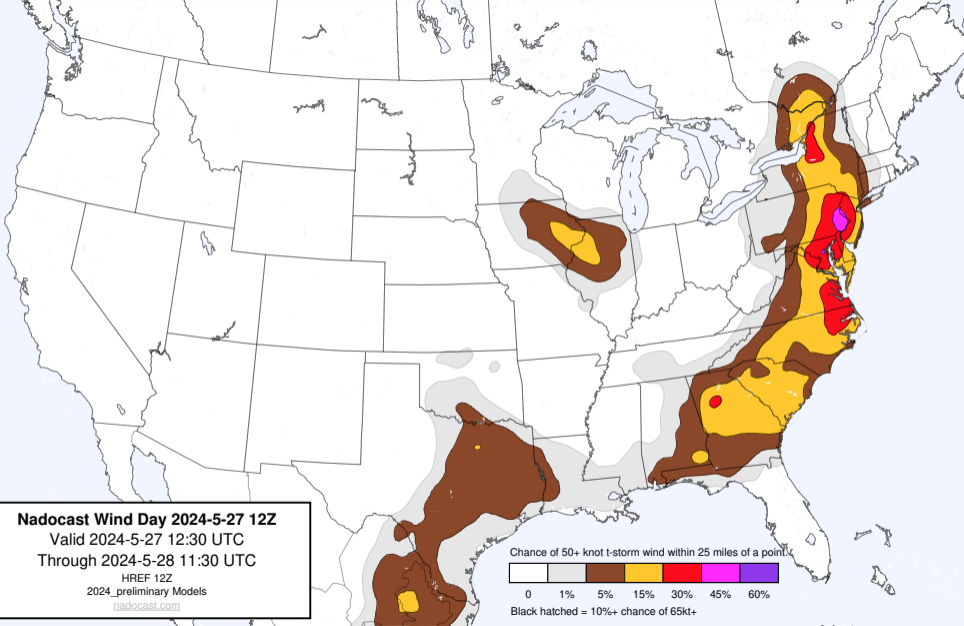 Nadocast Wind Day 2024-5-27 12Z
Valid 2024-5-27 12:30 UTC
Through 2024-5-28 11:30 UTC
HREF 12Z
2024_preliminary Models
nadocast.com
Chance of 50+ knot t-storm wind within 25 miles of a point.
0 1% 5% 15% 30% 45% 60%
Black hatched = 10%+ chance of 65kt+